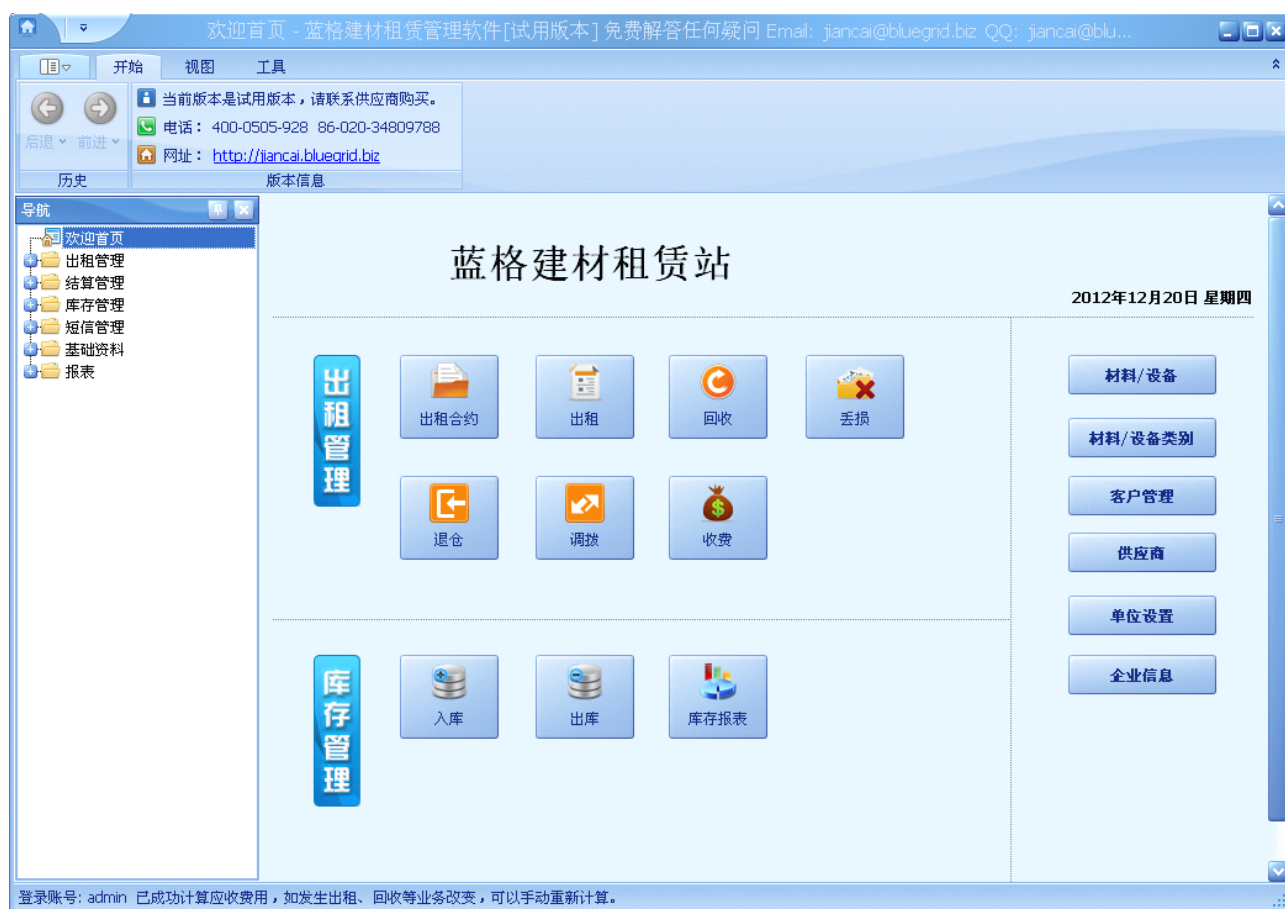 欢迎首页 - 蓝格建材租赁管理软件[试用版本] 免费解答任何疑问 Email: jiancai@bluegrid.biz QQ: jiancai@blu...
开始 视图 工具
当前版本是试用版本，请联系供应商购买。
电话： 400-0505-928 86-020-34809788
后退 前进
网址： http://jiancai.bluegrid.biz
历史 版本信息
导航
欢迎首页
出租管理
结算管理
库存管理
短信管理
基础资料
报表
蓝格建材租赁站
2012年12月20日 星期四
出租管理
出租合约 出租 回收 丢损
退仓 调拨 收费
库存管理
入库 出库 库存报表
材料/设备
材料/设备类别
客户管理
供应商
单位设置
企业信息
登录账号: admin 已成功计算应收费用，如发生出租、回收等业务改变，可以手动重新计算。